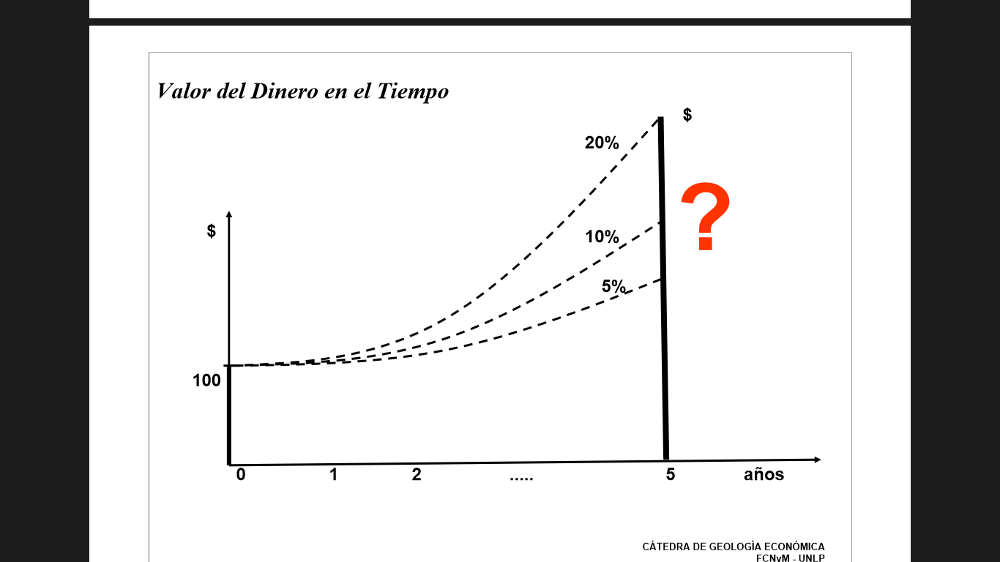 Valor del Dinero en el Tiempo
$
20%
$
?
10%
5%
100
0 1 2 ..... 5 años
CÁTEDRA DE GEOLOGÍA ECONÓMICA
FCNyM - UNLP